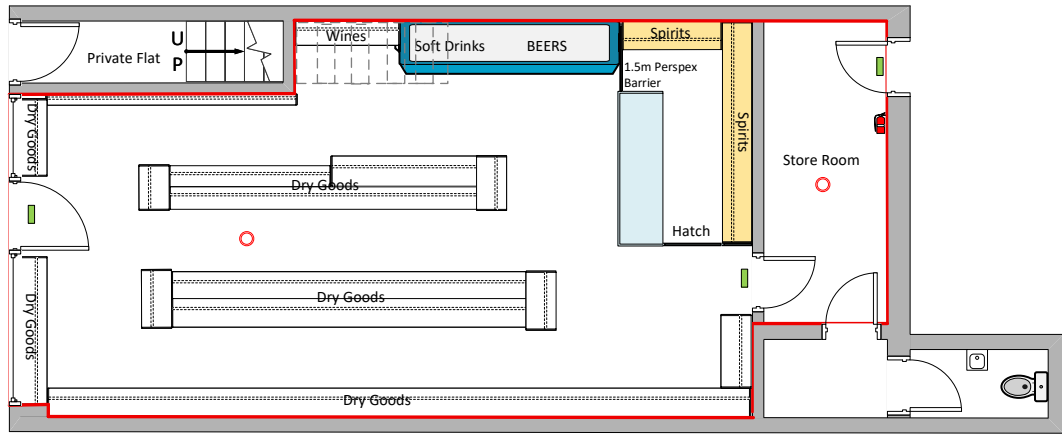 Private Flat
U
P
Wines
Soft Drinks
BEERS
Spirits
1.5m Perspex
Barrier
Dry Goods
Spirits
Store Room
Dry Goods
Hatch
Dry Goods
Dry Goods
Dry Goods